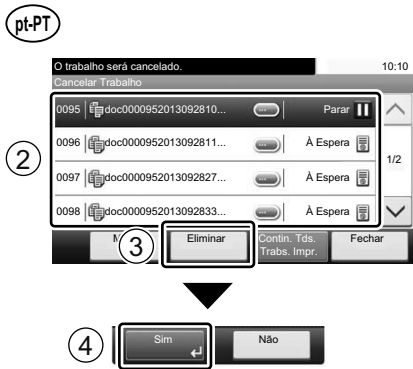 pt-PT
O trabalho será cancelado. 10:10
Cancelar Trabalho
0095 doc0000952013092810... Parar
0096 doc0000952013092811... À Espera
1/2
0097 doc0000952013092827... À Espera
0098 doc0000952013092833... À Espera
2
3
Eliminar
Contin. Tds.
Trabs. Impr.
Fechar
4
Sim
Não